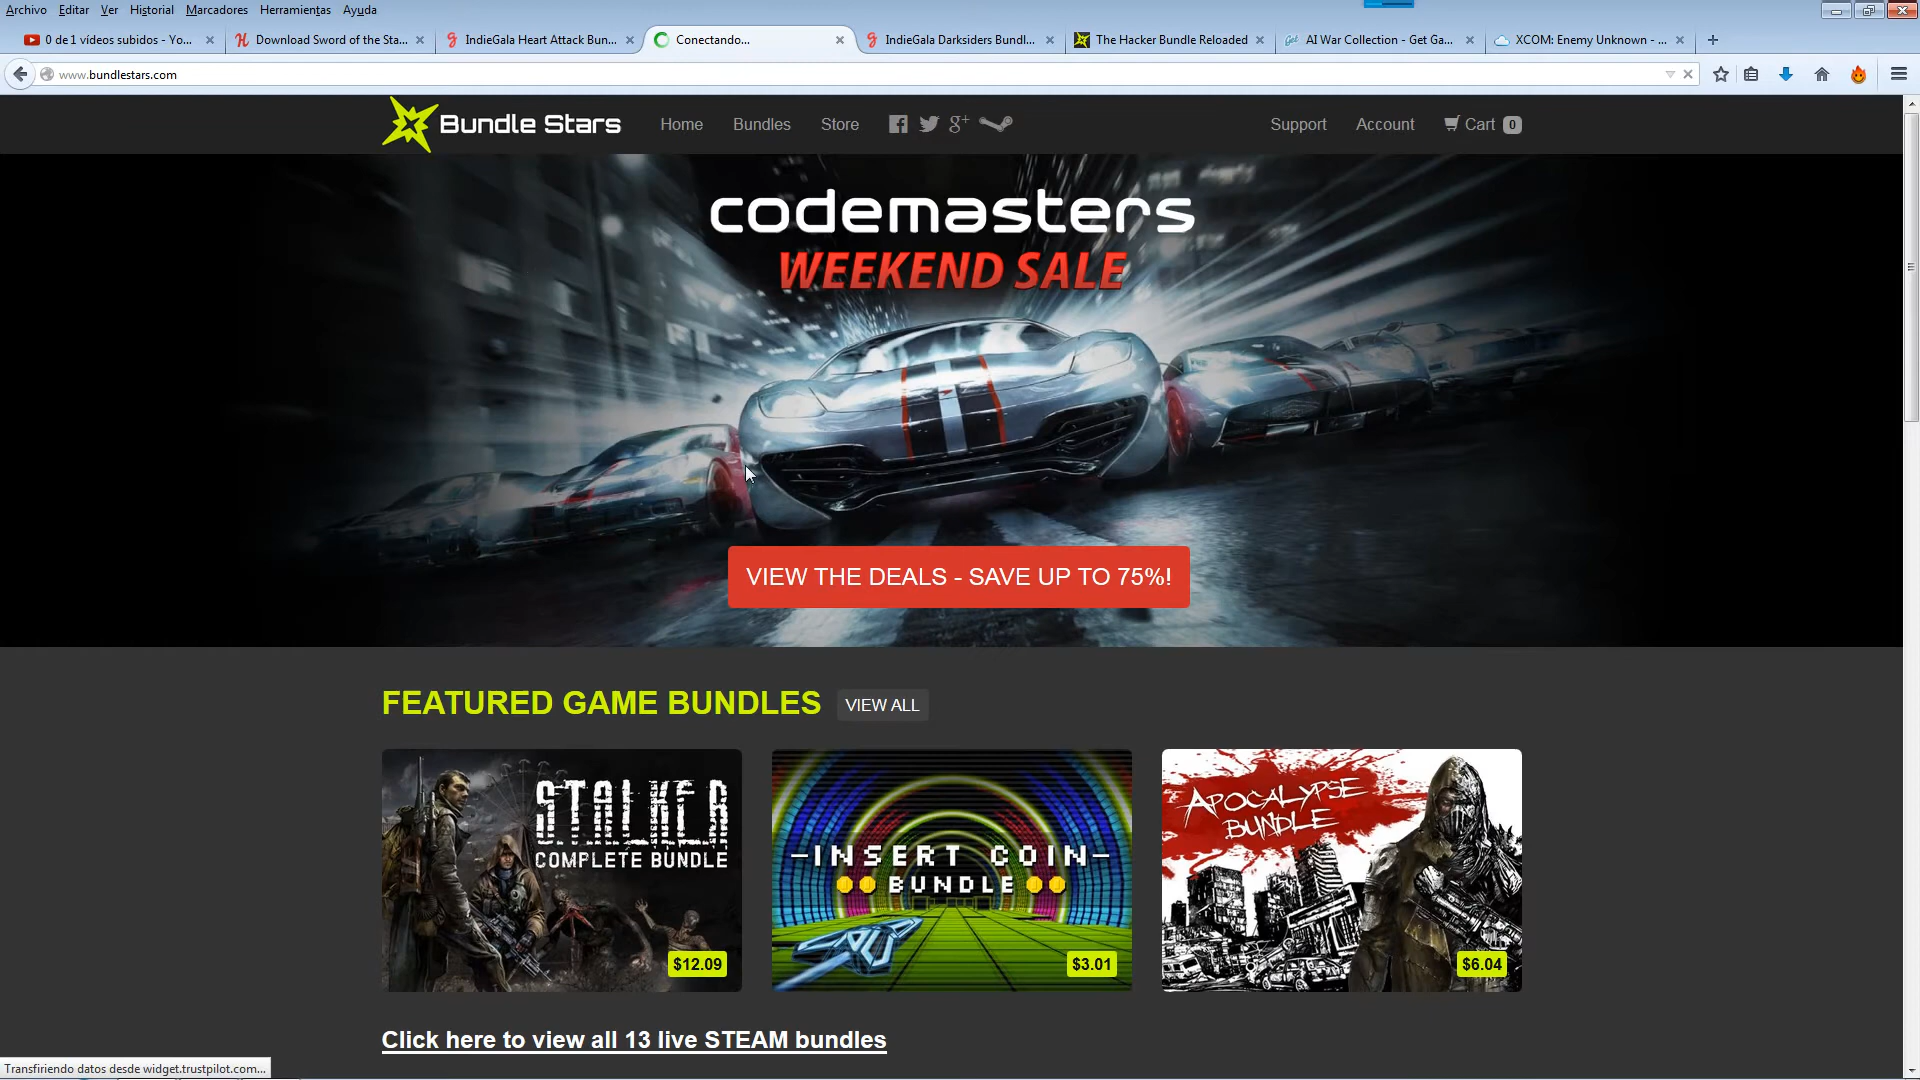 Archivo Editar Ver Historial Marcadores Herramientas Ayuda
0 de 1 vídeos subidos - Yo...
Download Sword of the Sta...
IndieGala Heart Attack Bun...
Conectando...
IndieGala Darksiders Bundl...
The Hacker Bundle Reloaded
AI War Collection - Get Ga...
XCOM: Enemy Unknown - ...
www.bundlestars.com
Bundle Stars
Home Bundles Store
Support Account Cart 0
codemasters
WEEKEND SALE
VIEW THE DEALS - SAVE UP TO 75%!
FEATURED GAME BUNDLES VIEW ALL
STALKER
COMPLETE BUNDLE
$12.09
-INSERT COIN-
BUNDLE
$3.01
APOCALYPSE
BUNDLE
$6.04
Click here to view all 13 live STEAM bundles
Transfiriendo datos desde widget.trustpilot.com...